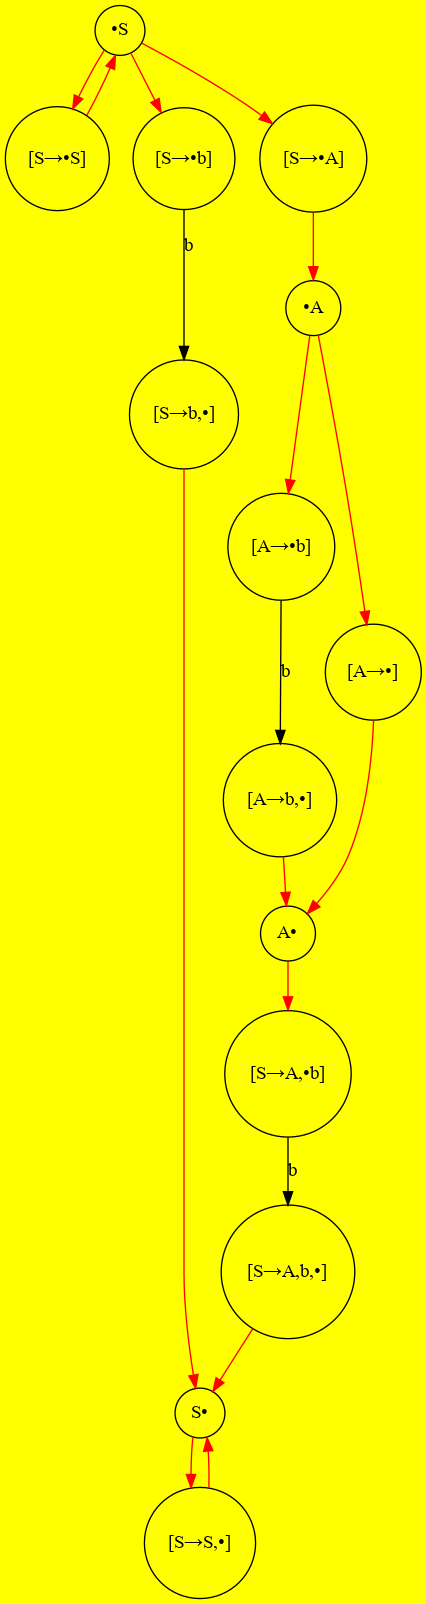 •S
[S→•S]
[S→•b]
[S→•A]
b
•A
[S→b,•]
[A→•b]
b
[A→•]
[A→b,•]
A•
[S→A,•b]
b
[S→A,b,•]
S•
[S→S,•]